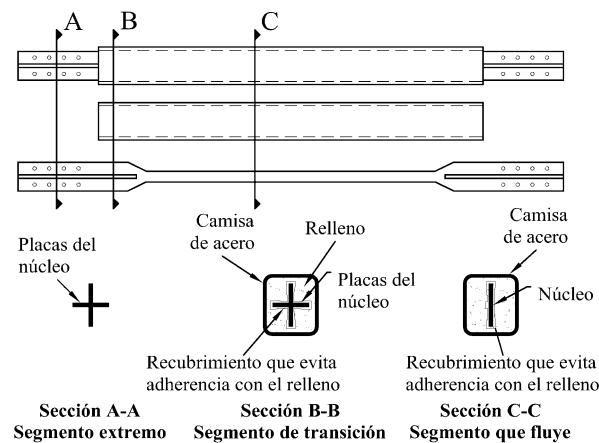 A
B
C
Camisa
de acero
Relleno
Camisa
de acero
Placas del
núcleo
Placas del
núcleo
Núcleo
Recubrimiento que evita
adherencia con el relleno
Recubrimiento que evita
adherencia con el relleno
Sección A-A
Segmento extremo
Sección B-B
Segmento de transición
Sección C-C
Segmento que fluye